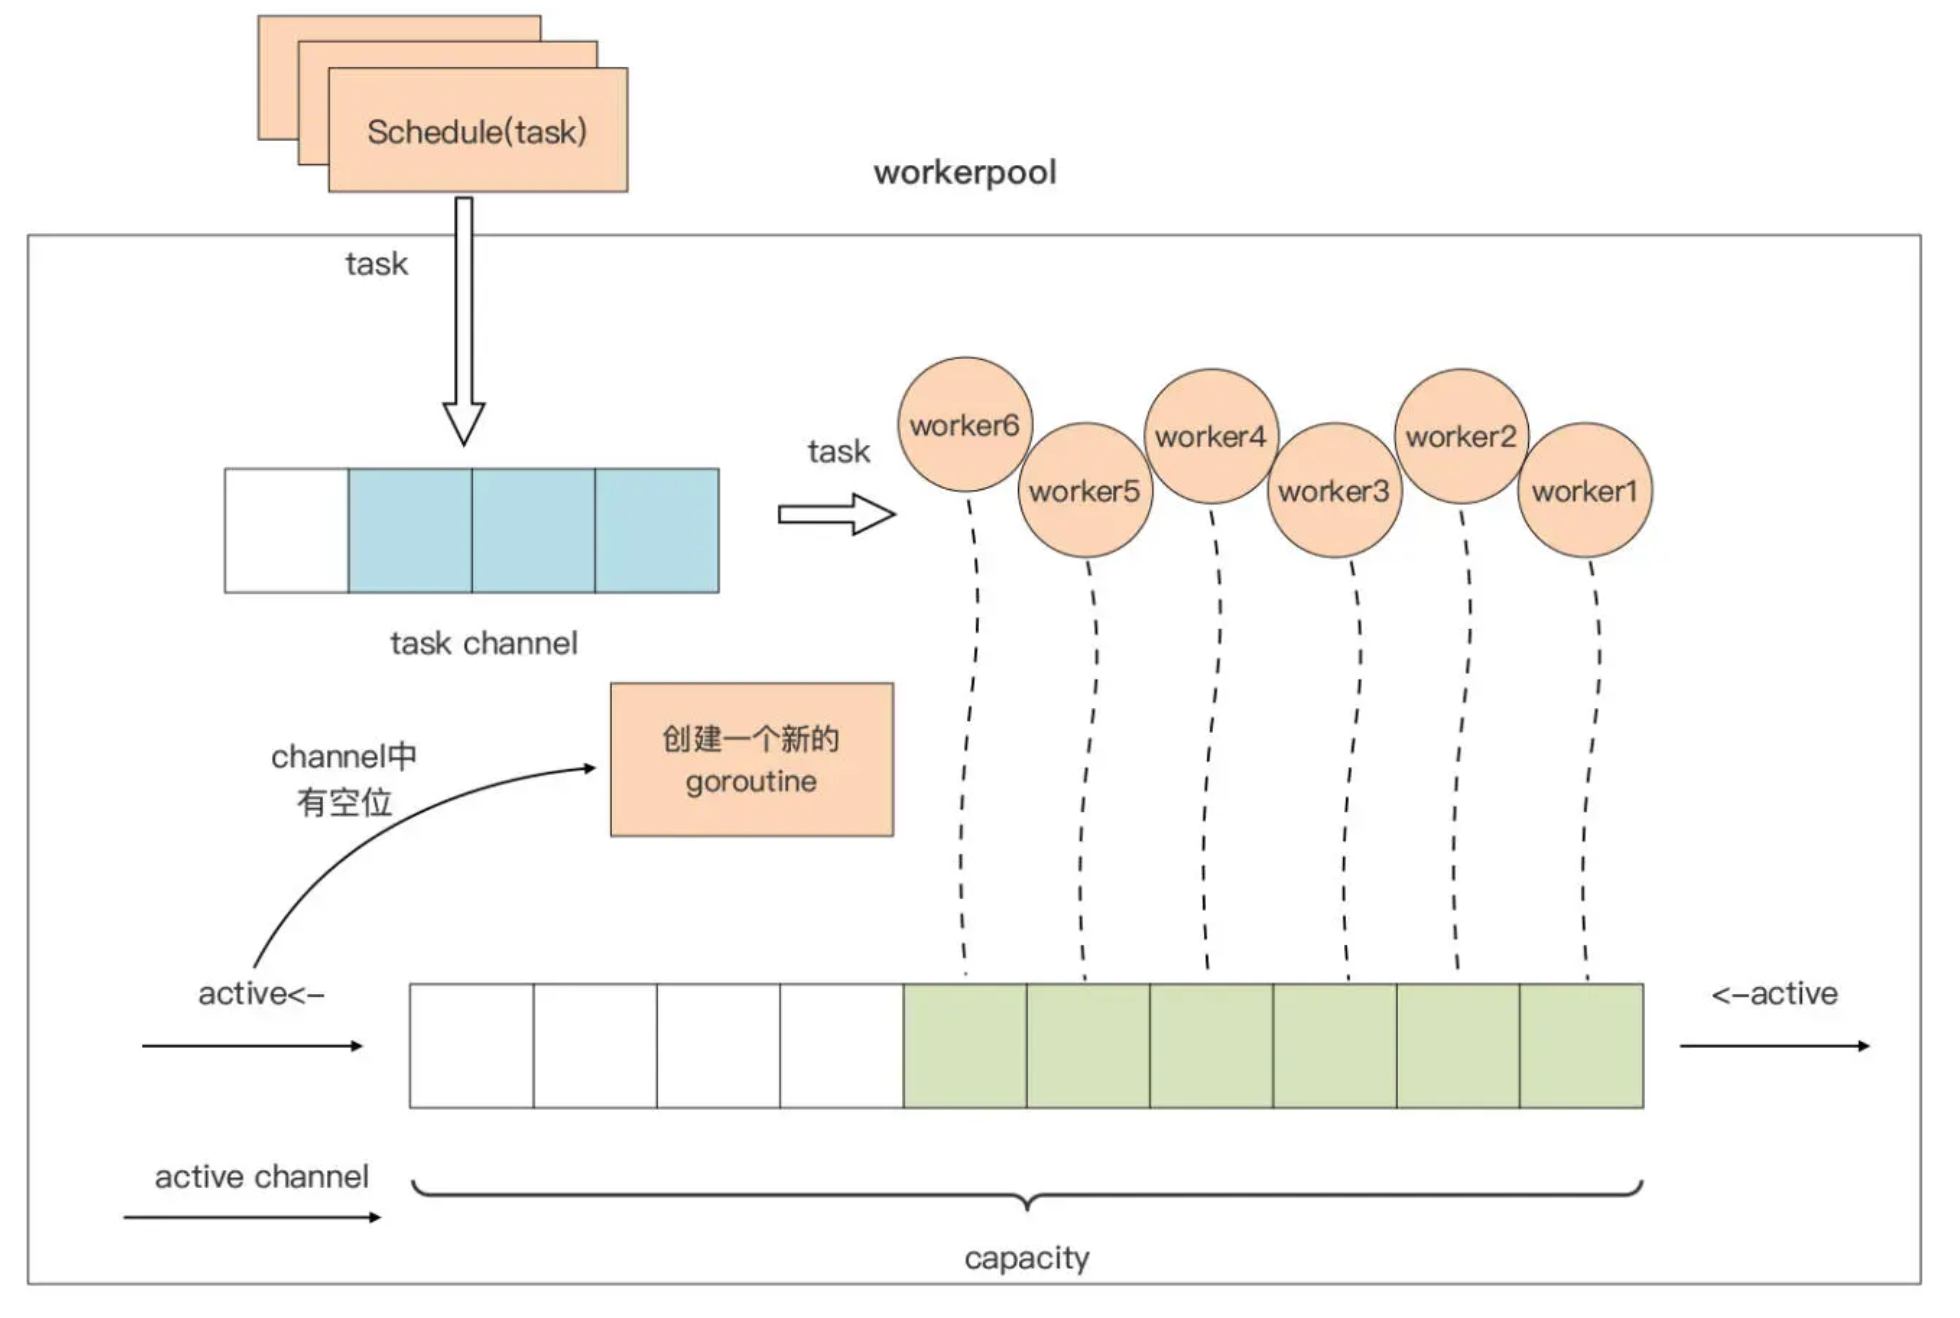 Schedule(task)
workerpool
task
task
worker6
worker5
worker4
worker3
worker2
worker1
task channel
创建一个新的
goroutine
channel中
有空位
active<-
<-active
active channel
capacity